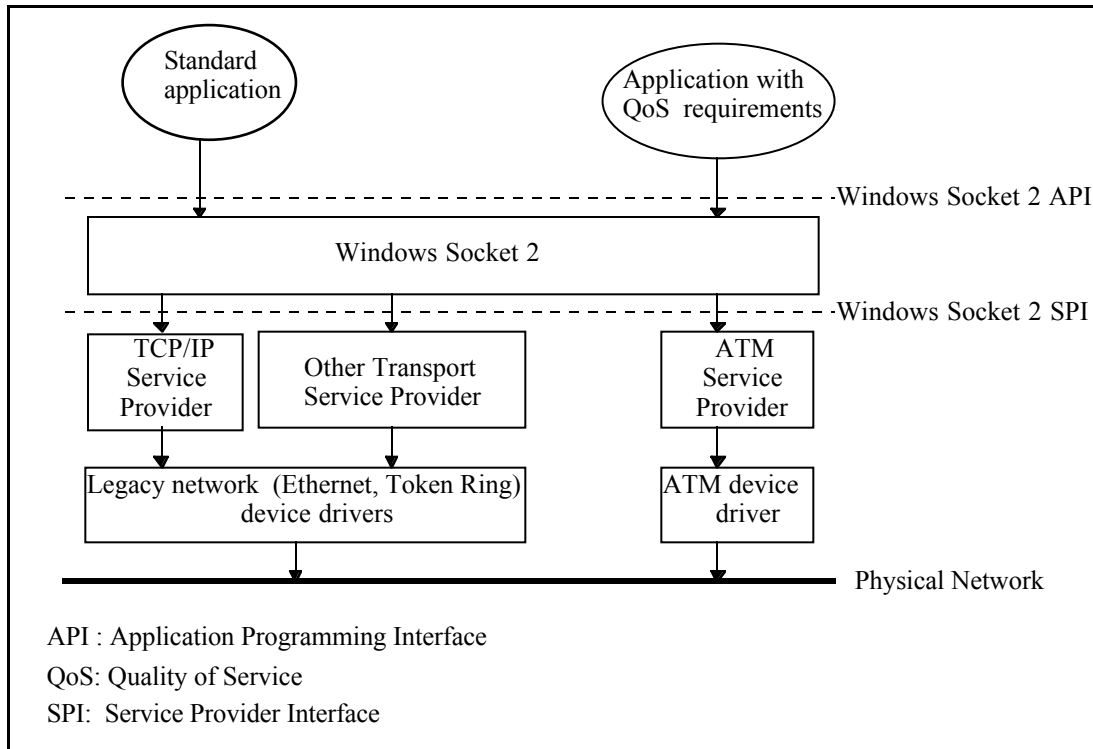 Standard
application
Application with
QoS requirements
Windows Socket 2 API
Windows Socket 2
Windows Socket 2 SPI
TCP/IP
Service
Provider
Other Transport
Service Provider
ATM
Service
Provider
Legacy network (Ethernet, Token Ring)
device drivers
ATM device
driver
Physical Network
API : Application Programming Interface
QoS: Quality of Service
SPI: Service Provider Interface